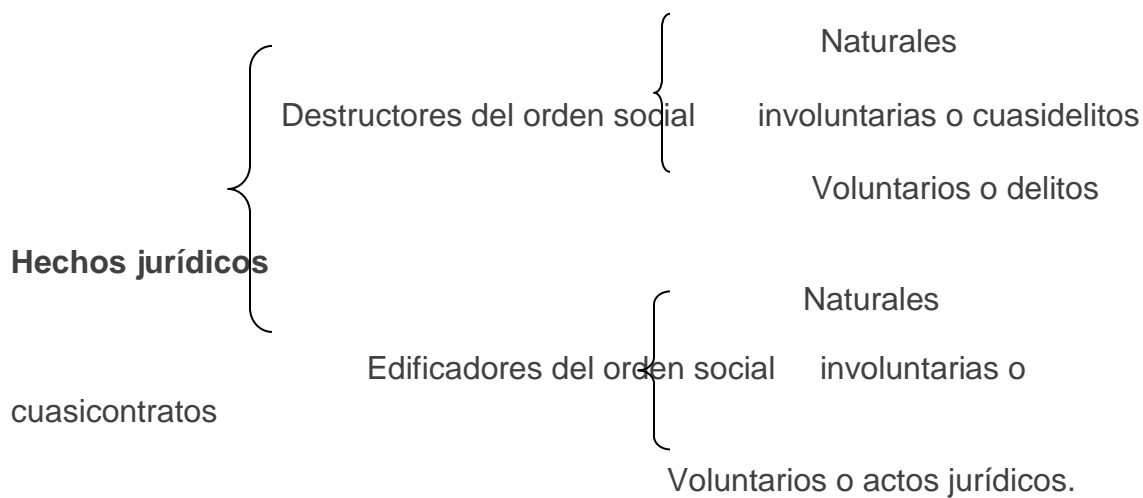 Naturales
Destructores del orden social involuntarias o cuasidelitos
Voluntarios o delitos
Hechos jurídicos
Naturales
Edificadores del orden social involuntarias o
cuasicontratos
Voluntarios o actos jurídicos.